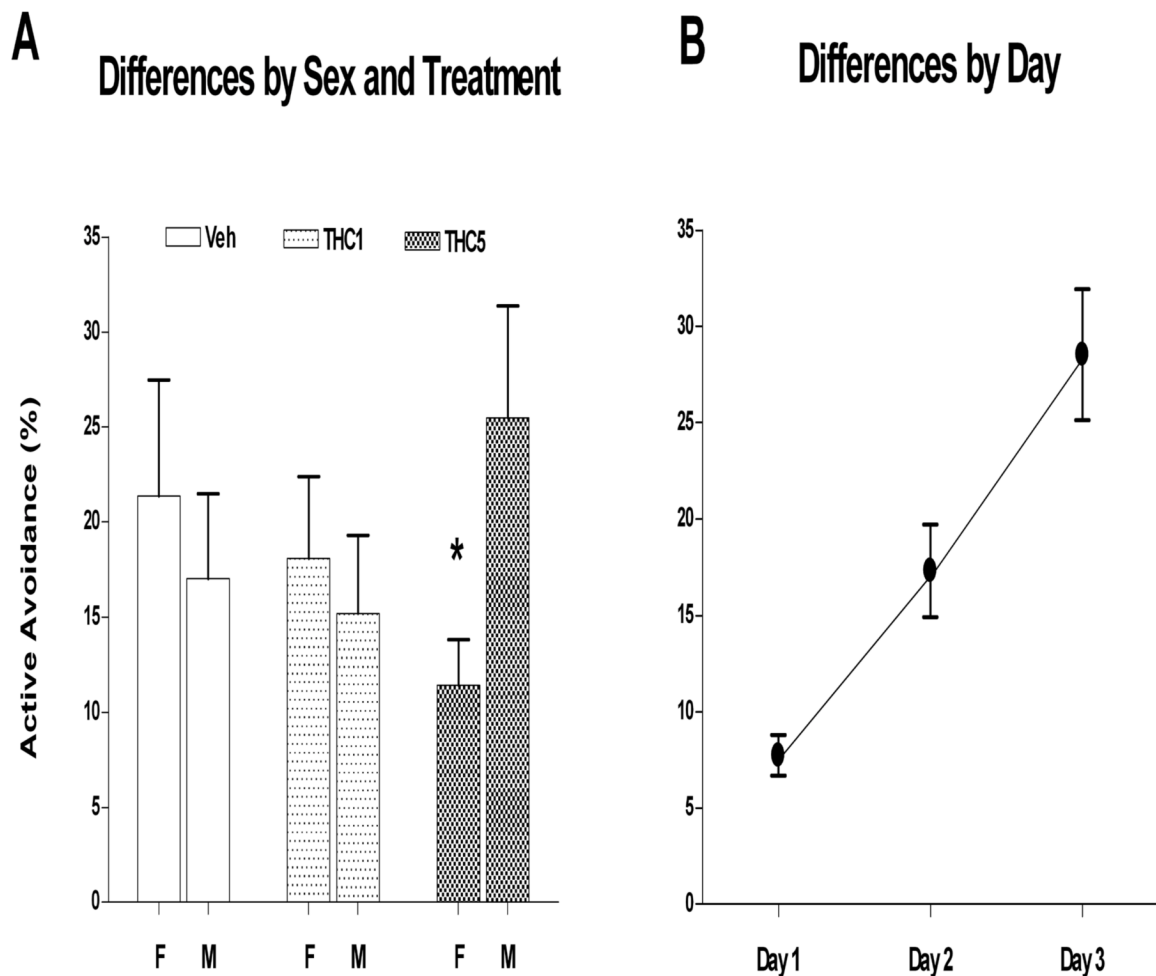 A
Differences by Sex and Treatment
Veh
THC1
THC5
Active Avoidance (%)
35
30
25
20
15
10
5
0
*
F
M
F
M
F
M
B
Differences by Day
35
30
25
20
15
10
5
0
Day 1
Day 2
Day 3